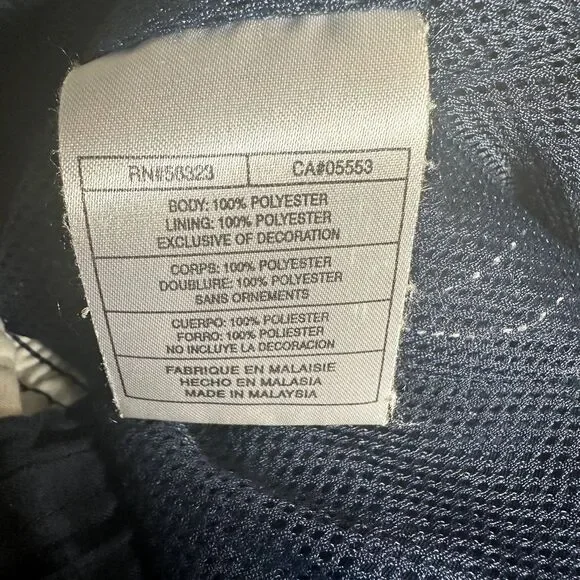 RN#56323
CA#05553
BODY: 100% POLYESTER
LINING: 100% POLYESTER
EXCLUSIVE OF DECORATION
CORPS: 100% POLYESTER
DOUBLURE: 100% POLYESTER
SANS ORNEMENTS
CUERPO: 100% POLIESTER
FORRO: 100% POLIESTER
NO INCLUYE LA DECORACION
FABRIQUE EN MALAISIE
HECHO EN MALASIA
MADE IN MALAYSIA